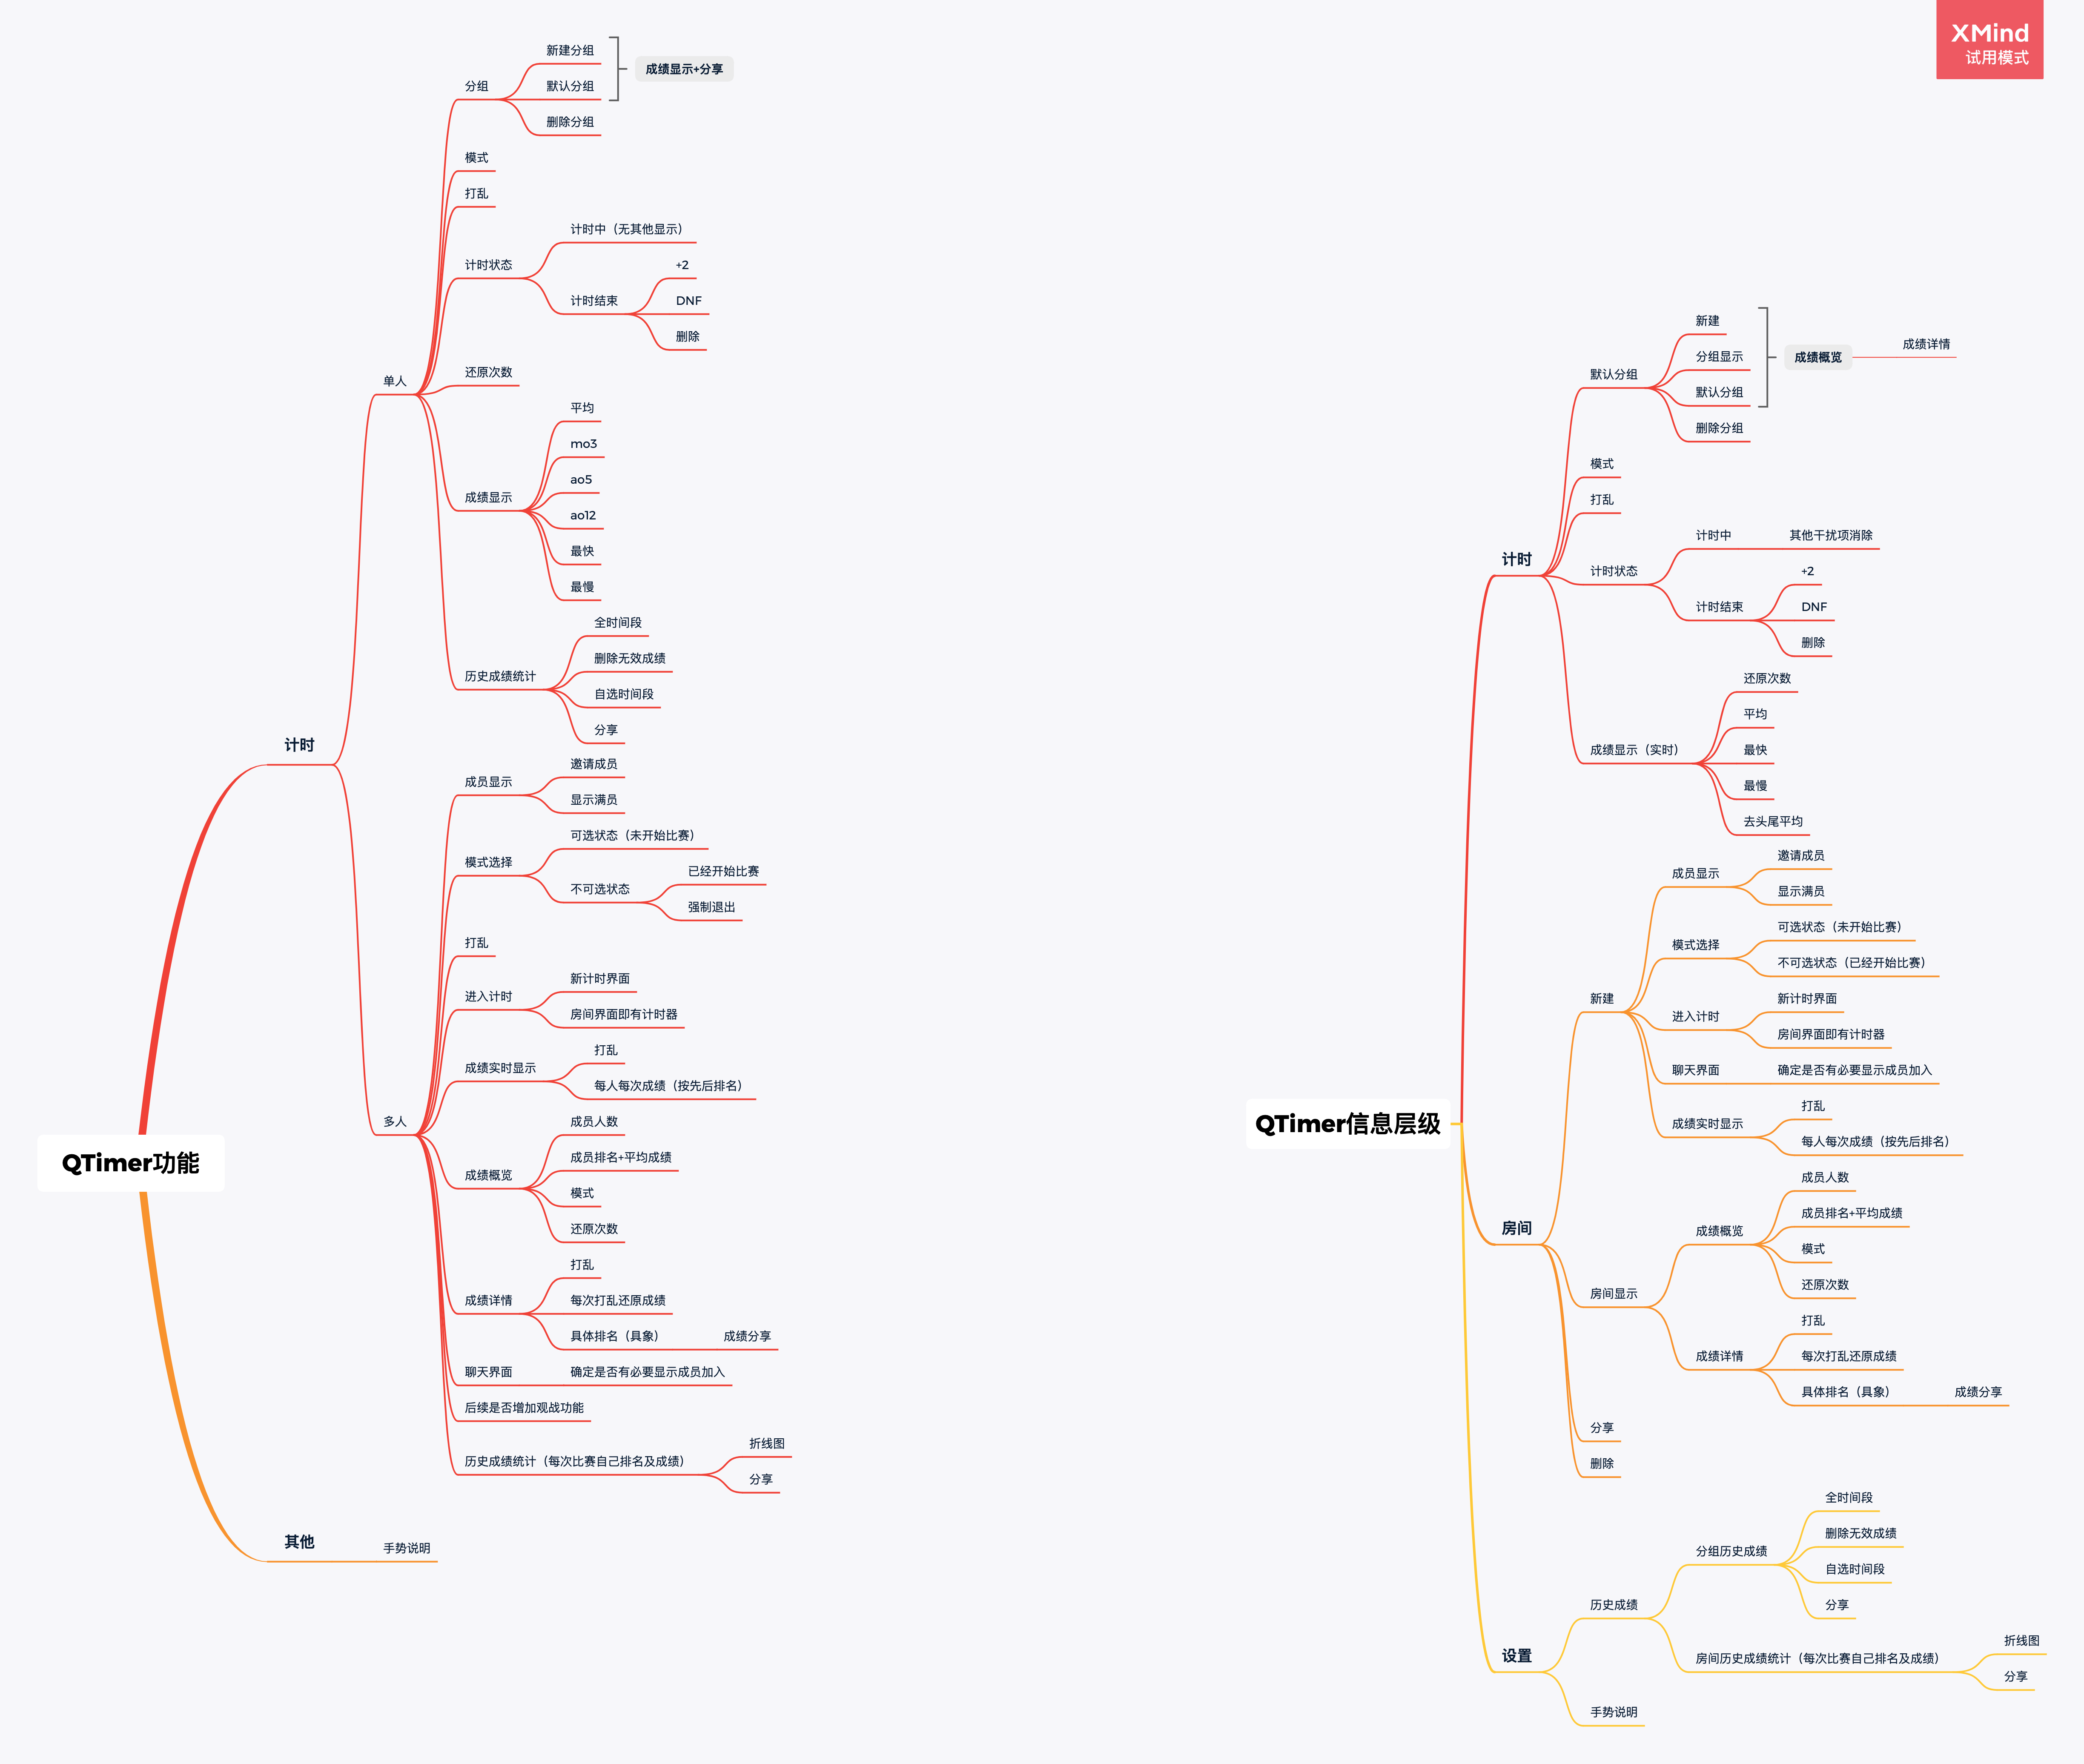 XMind
试用模式
QTimer功能
计时
单人
分组
新建分组
默认分组
删除分组
成绩显示+分享
模式
打乱
计时状态
计时中（无其他显示）
计时结束
+2
DNF
删除
还原次数
成绩显示
平均
mo3
ao5
ao12
最快
最慢
历史成绩统计
全时间段
删除无效成绩
自选时间段
分享
多人
成员显示
邀请成员
显示满员
模式选择
可选状态（未开始比赛）
不可选状态
已经开始比赛
强制退出
打乱
进入计时
新计时界面
房间界面即有计时器
成绩实时显示
打乱
每人每次成绩（按先后排名）
成绩概览
成员人数
成员排名+平均成绩
模式
还原次数
成绩详情
打乱
每次打乱还原成绩
具体排名（具象）
成绩分享
聊天界面
确定是否有必要显示成员加入
后续是否增加观战功能
历史成绩统计（每次比赛自己排名及成绩）
折线图
分享
其他
手势说明
QTimer信息层级
计时
默认分组
新建
分组显示
默认分组
删除分组
成绩概览
成绩详情
模式
打乱
计时状态
计时中
其他干扰项消除
计时结束
+2
DNF
删除
成绩显示（实时）
还原次数
平均
最快
最慢
去头尾平均
房间
新建
成员显示
邀请成员
显示满员
模式选择
可选状态（未开始比赛）
不可选状态（已经开始比赛）
进入计时
新计时界面
房间界面即有计时器
聊天界面
确定是否有必要显示成员加入
成绩实时显示
打乱
每人每次成绩（按先后排名）
房间显示
成绩概览
成员人数
成员排名+平均成绩
模式
还原次数
成绩详情
打乱
每次打乱还原成绩
具体排名（具象）
成绩分享
分享
删除
设置
历史成绩
分组历史成绩
全时间段
删除无效成绩
自选时间段
分享
房间历史成绩统计（每次比赛自己排名及成绩）
折线图
分享
手势说明